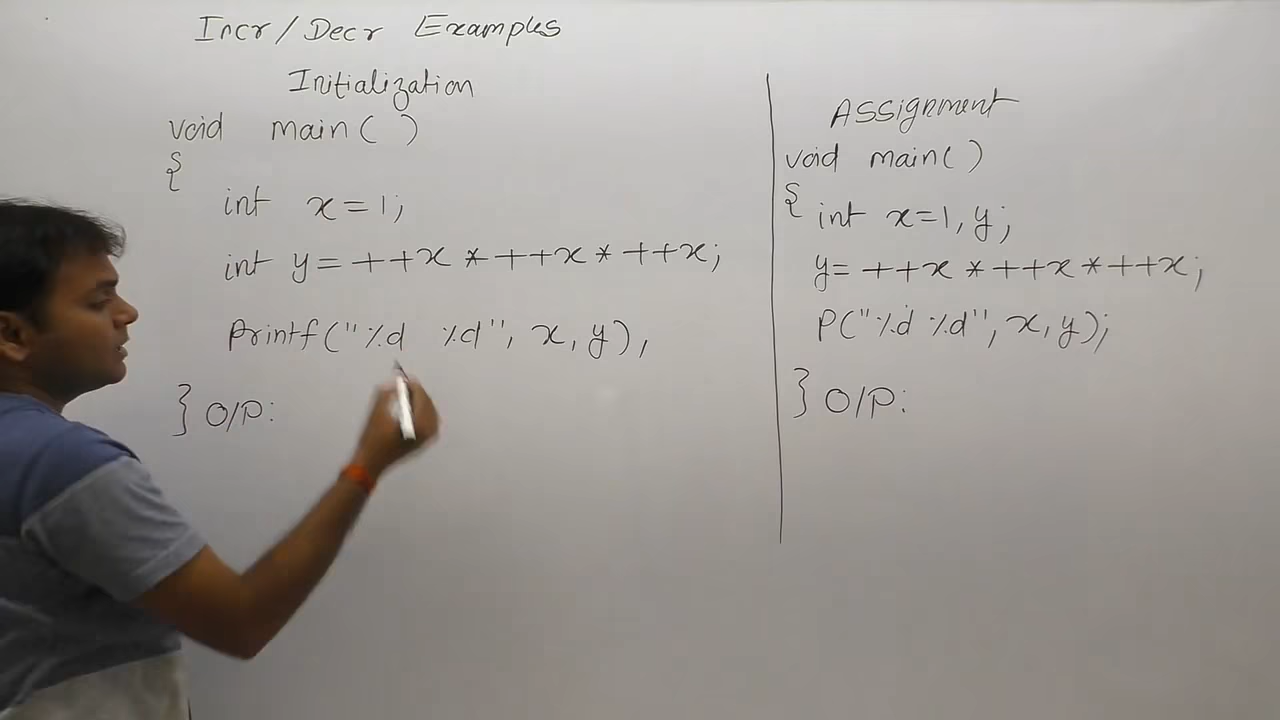 Incr/Decr Examples
Initialization
void main( )
{
int x=1;
int y= ++x * ++x * ++x;
Printf("%d %d", x, y),
} O/P:
Assignment
void main()
{ int x=1, y;
y= ++x * ++x * ++x;
P("%d %d", x, y);
} O/P: